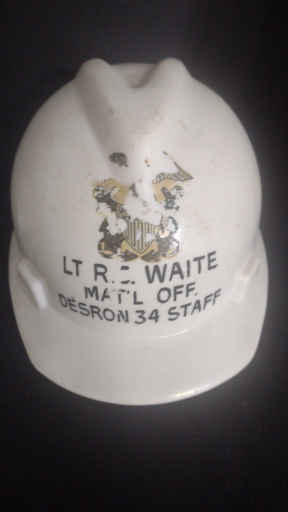 LT R. WAITE
MAT'L OFF.
DESRON 34 STAFF